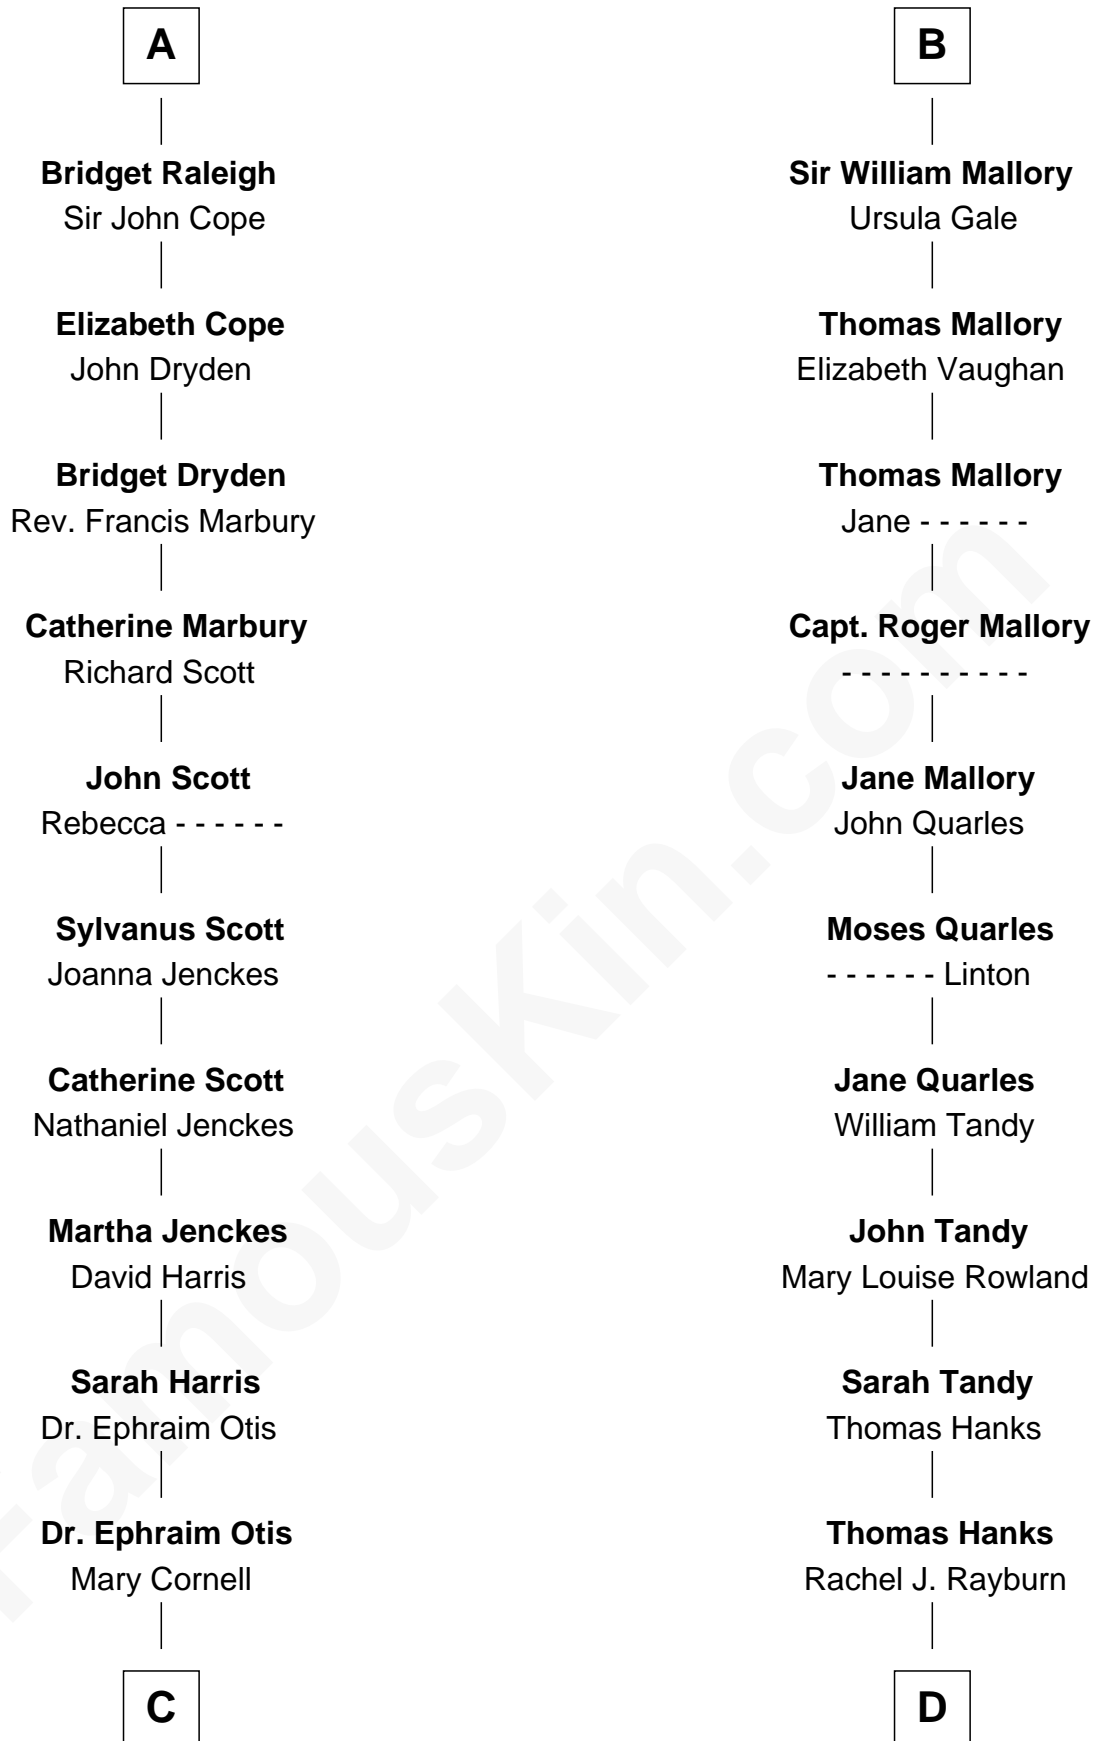 A
Bridget Raleigh
Sir John Cope
Elizabeth Cope
John Dryden
Bridget Dryden
Rev. Francis Marbury
Catherine Marbury
Richard Scott
John Scott
Rebecca - - - - - -
Sylvanus Scott
Joanna Jenckes
Catherine Scott
Nathaniel Jenckes
Martha Jenckes
David Harris
Sarah Harris
Dr. Ephraim Otis
Dr. Ephraim Otis
Mary Cornell
C
B
Sir William Mallory
Ursula Gale
Thomas Mallory
Elizabeth Vaughan
Thomas Mallory
Jane - - - - - -
Capt. Roger Mallory
- - - - - - - - - -
Jane Mallory
John Quarles
Moses Quarles
- - - - - - Linton
Jane Quarles
William Tandy
John Tandy
Mary Louise Rowland
Sarah Tandy
Thomas Hanks
Thomas Hanks
Rachel J. Rayburn
D
FamousKin.com